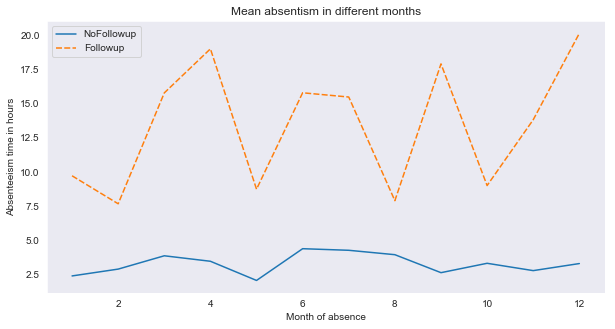 Mean absentism in different months
NoFollowup
Followup
Absenteeism time in hours
20.0
17.5
15.0
12.5
10.0
7.5
5.0
2.5
2 4 6 8 10 12
Month of absence